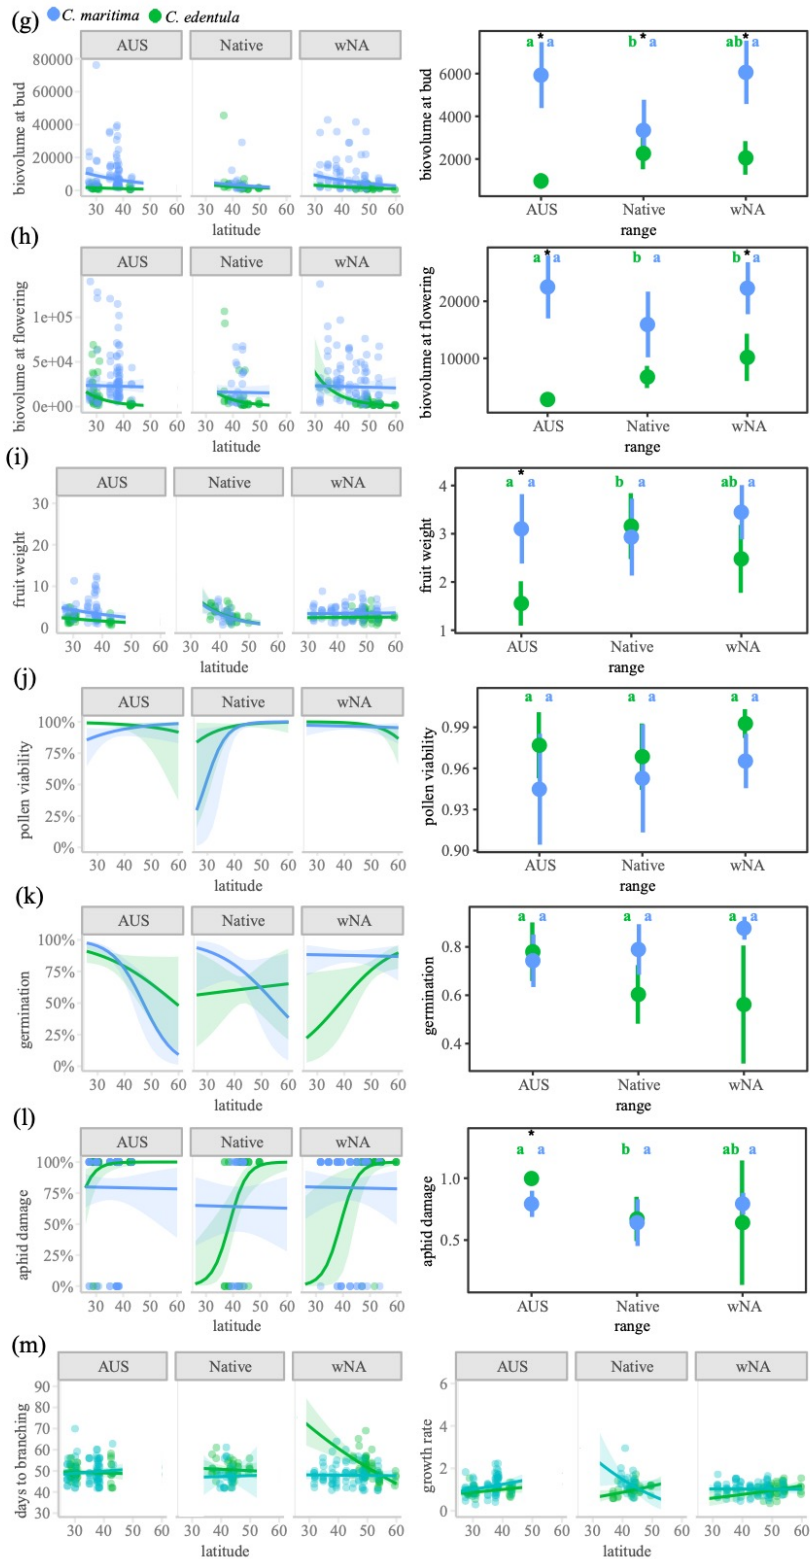 (g) C. maritima C. edentula
AUS Native wNA
biovolume at bud
80000
60000
40000
20000
0
30 40 50 60 30 40 50 60 30 40 50 60
latitude
a * a b * a ab * a
biovolume at bud
6000
4000
2000
AUS Native wNA
range
(h)
AUS Native wNA
biovolume at flowering
1e+05
5e+04
0e+00
30 40 50 60 30 40 50 60 30 40 50 60
latitude
a * a b a b * a
biovolume at flowering
20000
10000
AUS Native wNA
range
(i)
AUS Native wNA
fruit weight
30
20
10
0
30 40 50 60 30 40 50 60 30 40 50 60
latitude
*
a a b a ab a
fruit weight
4
3
2
1
AUS Native wNA
range
(j)
AUS Native wNA
pollen viability
100%
75%
50%
25%
0%
30 40 50 60 30 40 50 60 30 40 50 60
latitude
a a a a a a
pollen viability
0.99
0.96
0.93
0.90
AUS Native wNA
range
(k)
AUS Native wNA
germination
100%
75%
50%
25%
0%
30 40 50 60 30 40 50 60 30 40 50 60
latitude
a a a a a a
germination
0.8
0.6
0.4
AUS Native wNA
range
(l)
AUS Native wNA
aphid damage
100%
75%
50%
25%
0%
30 40 50 60 30 40 50 60 30 40 50 60
latitude
*
a a b a ab a
aphid damage
1.0
0.5
AUS Native wNA
range
(m)
AUS Native wNA
days to branching
90
80
70
60
50
40
30
30 40 50 60 30 40 50 60 30 40 50 60
latitude
AUS Native wNA
growth rate
6
4
2
0
30 40 50 60 30 40 50 60 30 40 50 60
latitude